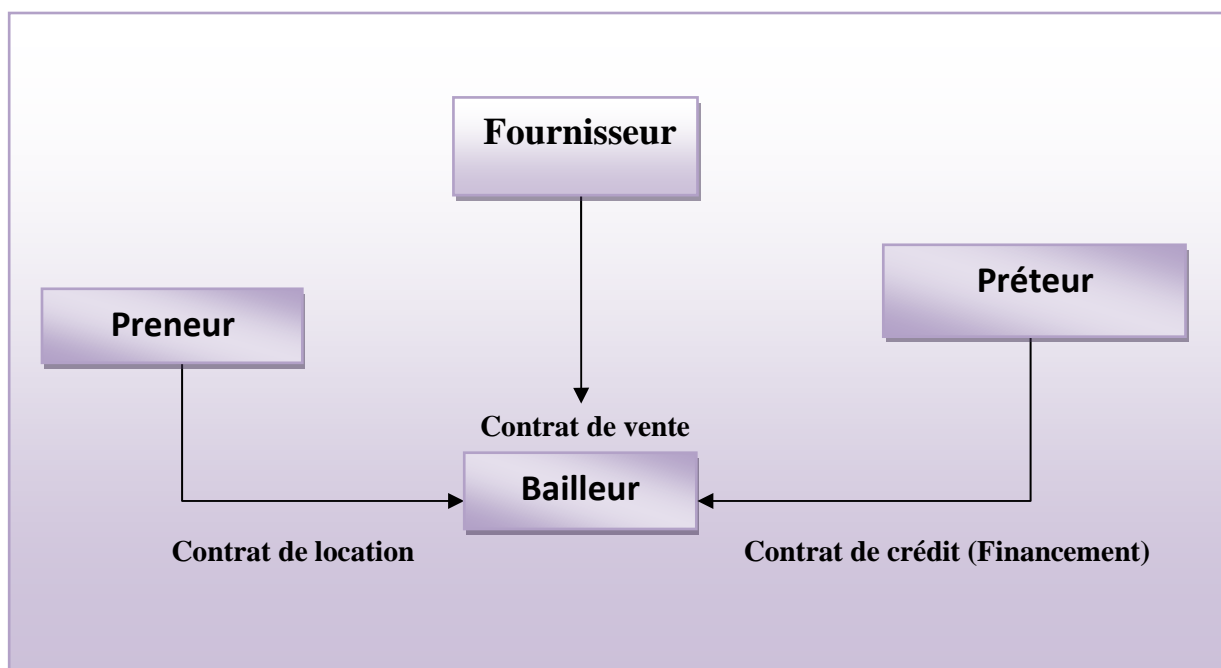 Fournisseur
Préteur
Preneur
Contrat de vente
Bailleur
Contrat de location
Contrat de crédit (Financement)